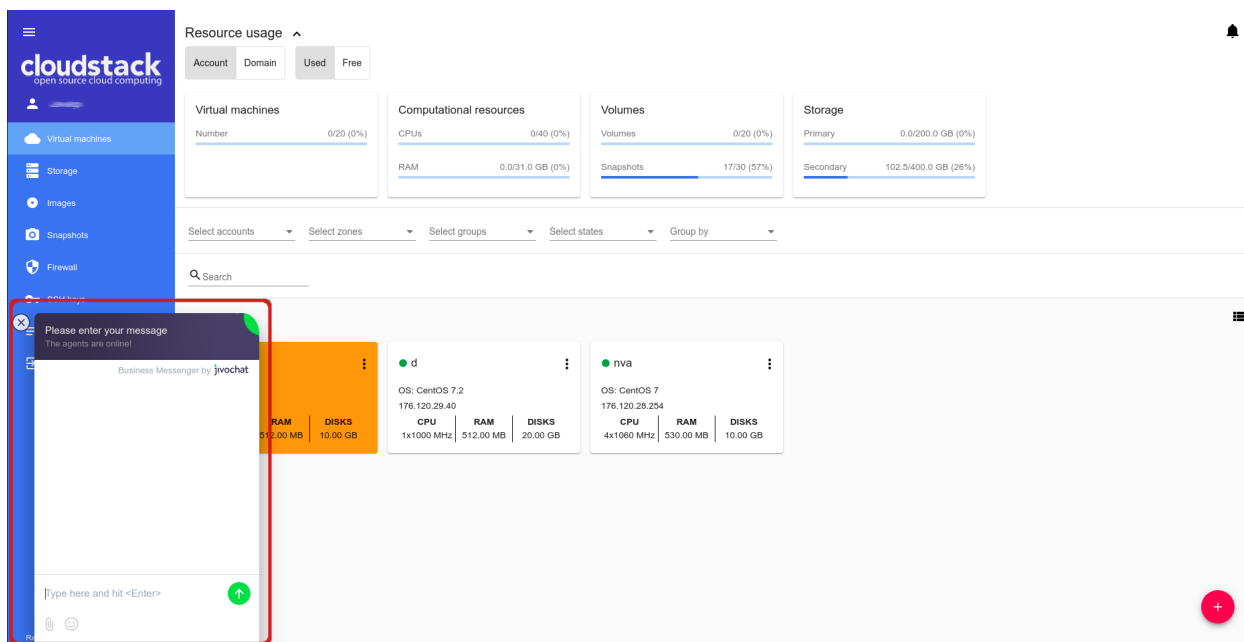 Resource usage
Account Domain Used Free
cloudstack
open source cloud computing
Virtual machines
Storage
Images
Snapshots
Firewall
Virtual machines
Number 0/20 (0%)
Computational resources
CPUs 0/40 (0%)
RAM 0.0/31.0 GB (0%)
Volumes
Volumes 0/20 (0%)
Snapshots 17/30 (57%)
Storage
Primary 0.0/200.0 GB (0%)
Secondary 102.5/400.0 GB (26%)
Select accounts Select zones Select groups Select states Group by
Search
Please enter your message
The agents are online!
Business Messenger by jivochat
Type here and hit <Enter>
RAM DISKS
512.00 MB 10.00 GB
d
OS: CentOS 7.2
176.120.29.40
CPU RAM DISKS
1x1000 MHz 512.00 MB 20.00 GB
nva
OS: CentOS 7
176.120.28.254
CPU RAM DISKS
4x1060 MHz 530.00 MB 10.00 GB